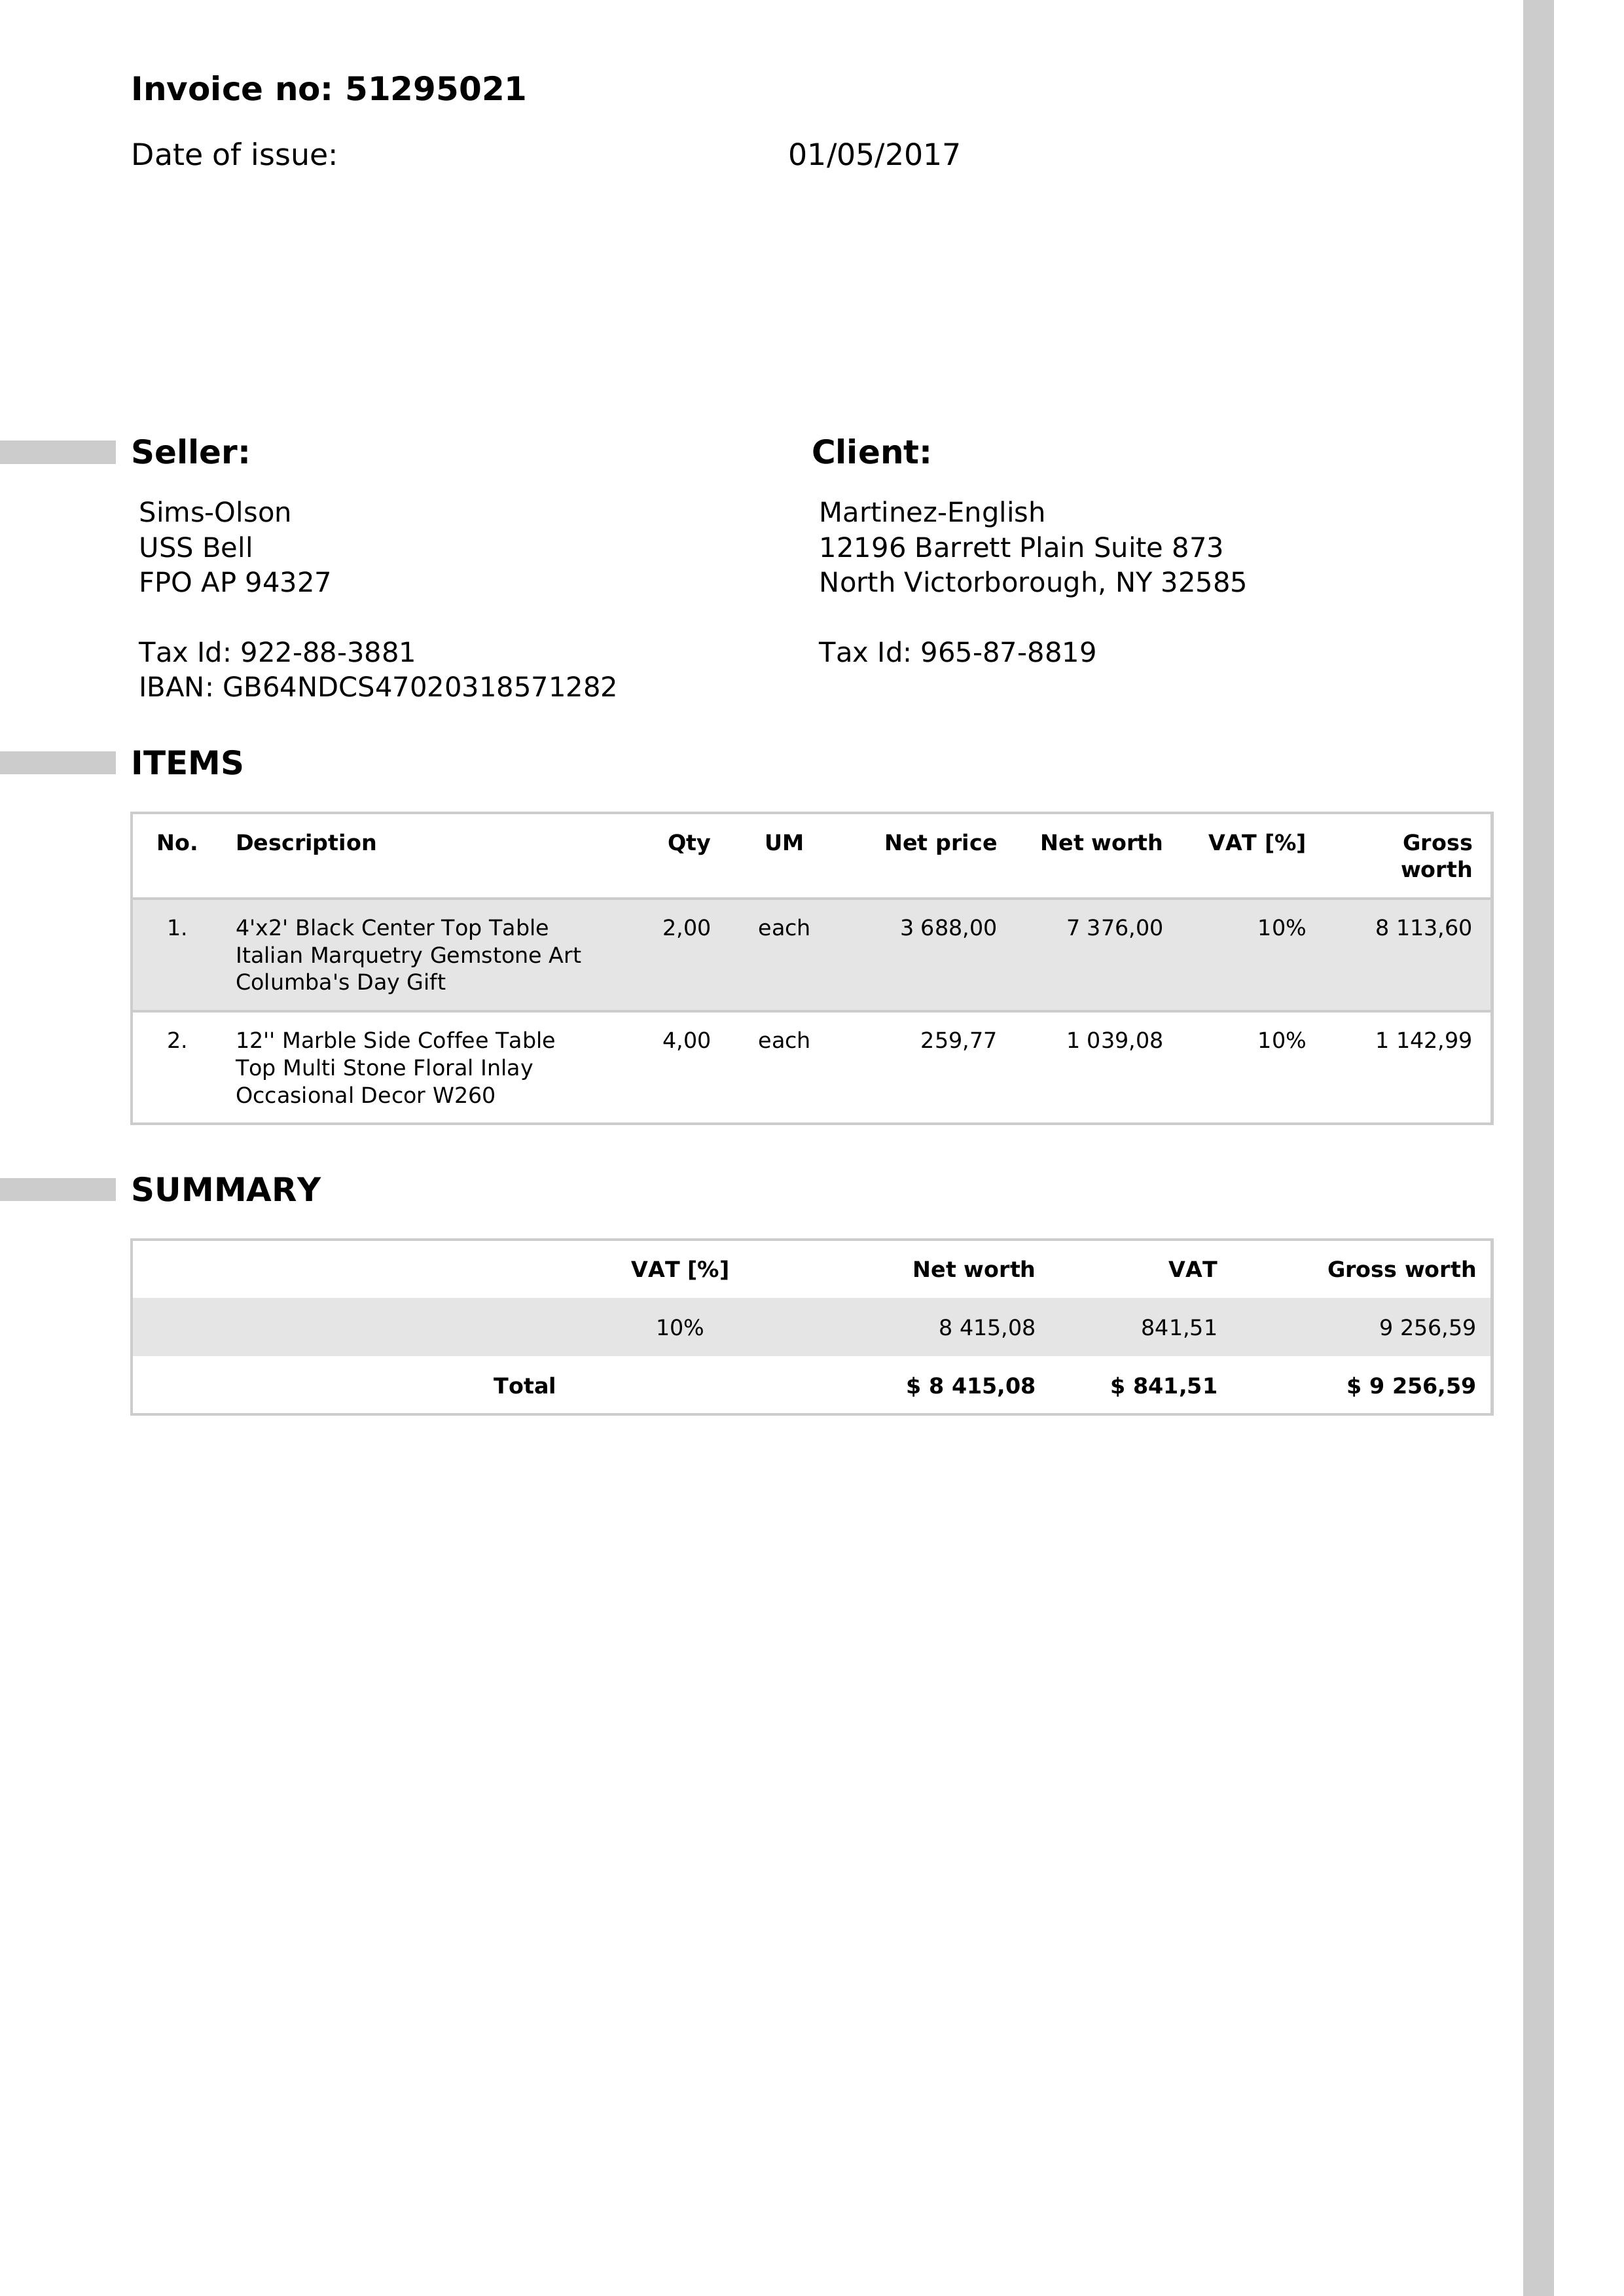 Invoice no: 51295021
Date of issue: 01/05/2017
Seller: Client:
Sims-Olson Martinez-English
USS Bell 12196 Barrett Plain Suite 873
FPO AP 94327 North Victorborough, NY 32585
Tax Id: 922-88-3881 Tax Id: 965-87-8819
IBAN: GB64NDCS47020318571282
ITEMS
No. Description Qty UM Net price Net worth VAT [%] Gross
worth
1. 4'x2' Black Center Top Table 2,00 each 3 688,00 7 376,00 10% 8 113,60
Italian Marquetry Gemstone Art
Columba's Day Gift
2. 12'' Marble Side Coffee Table 4,00 each 259,77 1 039,08 10% 1 142,99
Top Multi Stone Floral Inlay
Occasional Decor W260
SUMMARY
VAT [%] Net worth VAT Gross worth
10% 8 415,08 841,51 9 256,59
Total $ 8 415,08 $ 841,51 $ 9 256,59